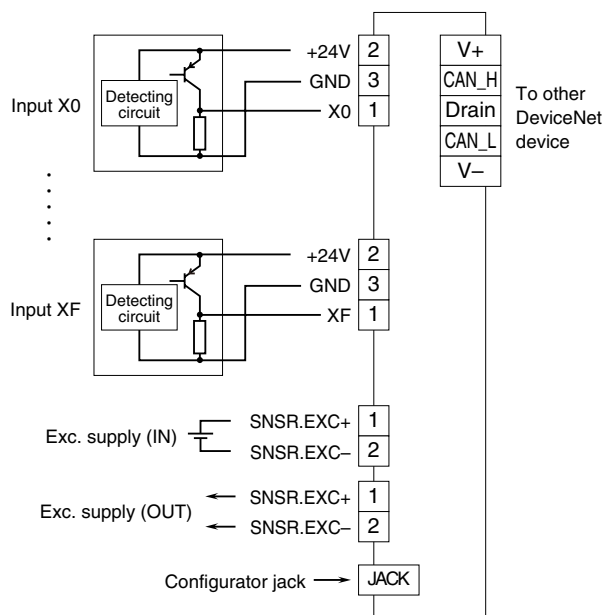 Input X0
Detecting
circuit
+24V 2
GND 3
X0 1
V+
CAN_H
Drain
CAN_L
V–
To other
DeviceNet
device
Input XF
Detecting
circuit
+24V 2
GND 3
XF 1
Exc. supply (IN)
SNSR.EXC+ 1
SNSR.EXC– 2
Exc. supply (OUT)
SNSR.EXC+ 1
SNSR.EXC– 2
Configurator jack
JACK